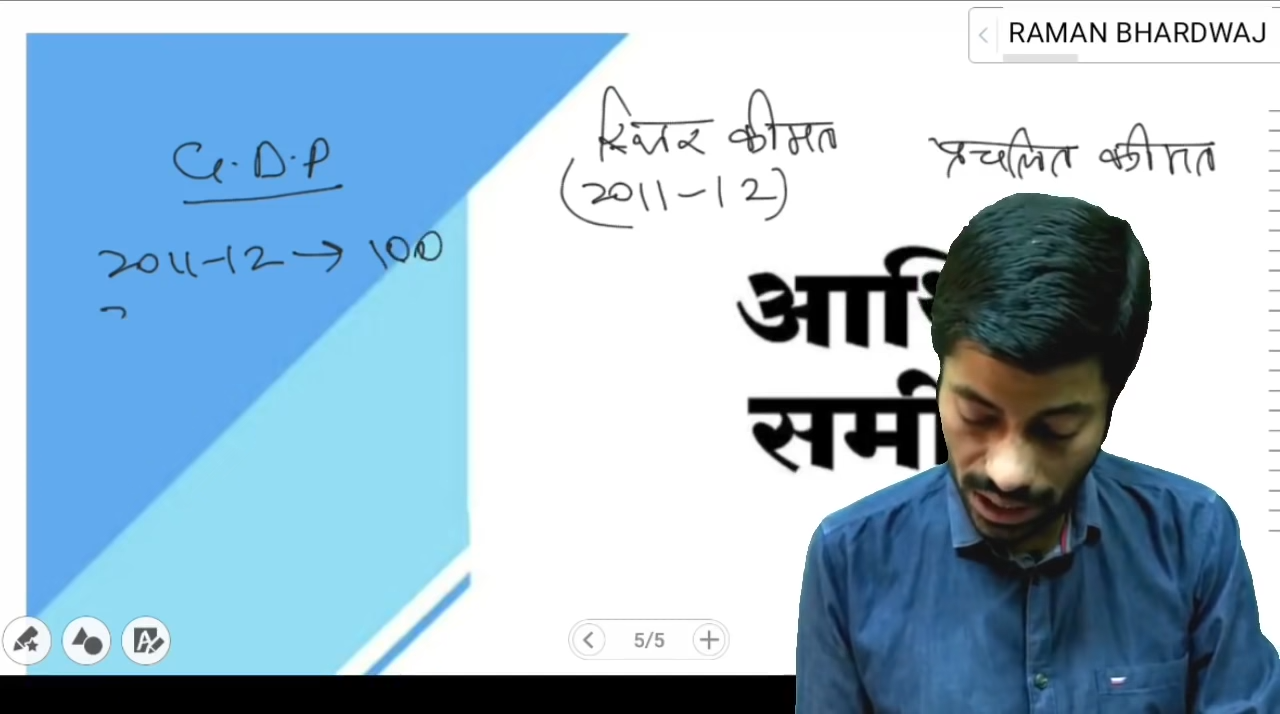 RAMAN BHARDWAJ
G.D.P
2011-12 → 100
स्थिर कीमत
(2011-12)
प्रचलित कीमत
5/5